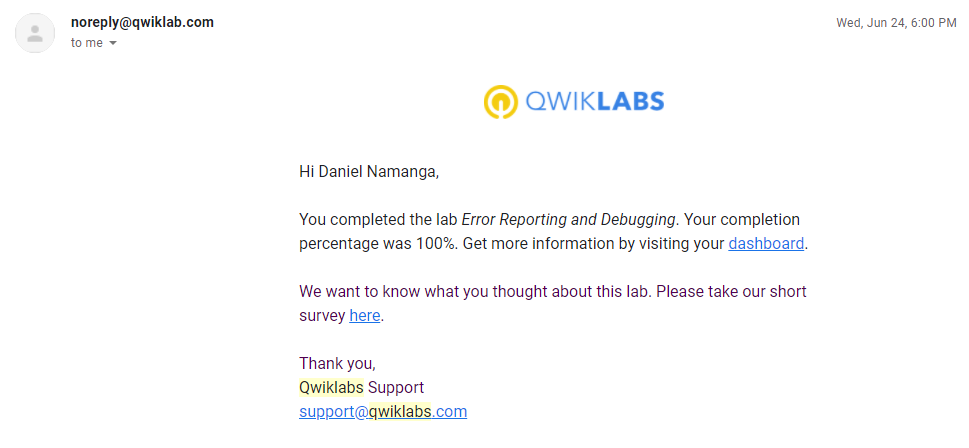 noreply@qwiklab.com
Wed, Jun 24, 6:00 PM
to me
QWIKLABS
Hi Daniel Namanga,
You completed the lab Error Reporting and Debugging. Your completion
percentage was 100%. Get more information by visiting your dashboard.
We want to know what you thought about this lab. Please take our short
survey here.
Thank you,
Qwiklabs Support
support@qwiklabs.com